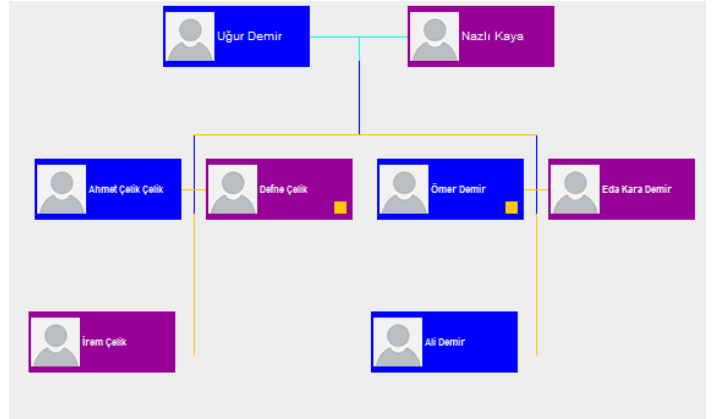 Uğur Demir
Nazlı Kaya
Ahmet Çelik Çelik
Defne Çelik
Ömer Demir
Eda Kara Demir
İrem Çelik
Ali Demir